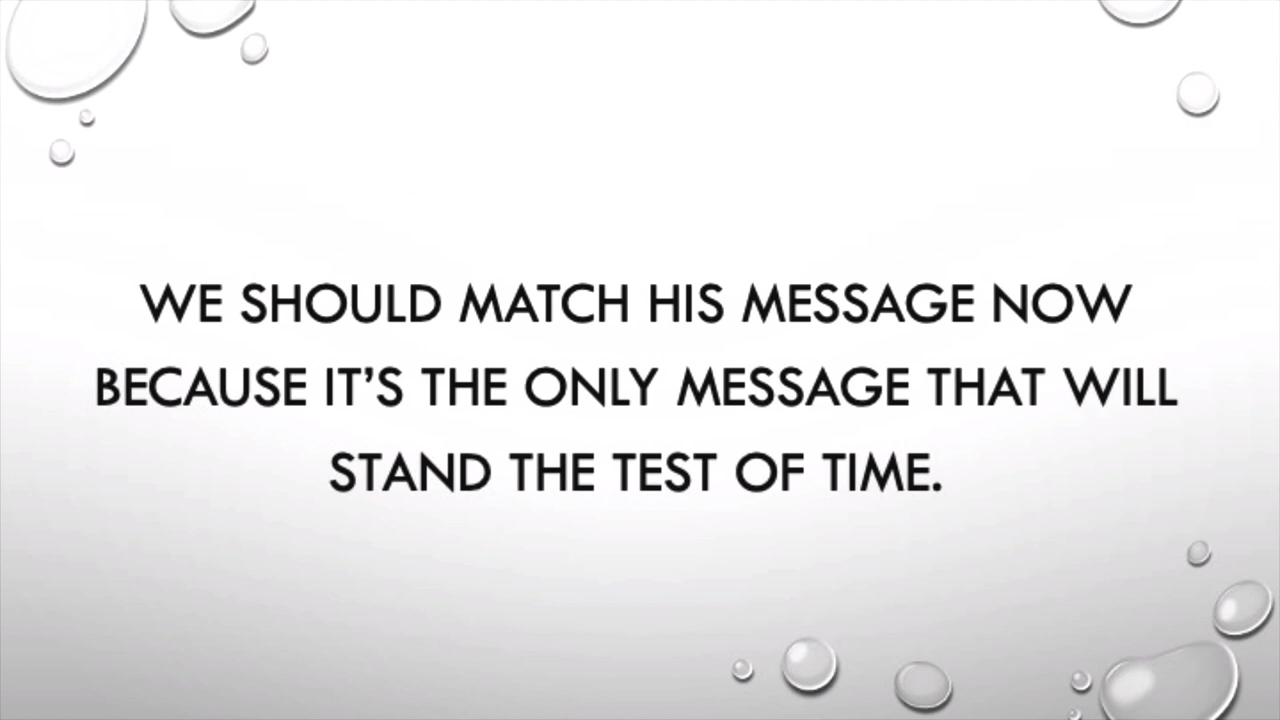 WE SHOULD MATCH HIS MESSAGE NOW
BECAUSE IT’S THE ONLY MESSAGE THAT WILL
STAND THE TEST OF TIME.